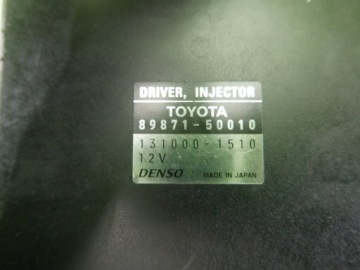 DRIVER, INJECTOR
TOYOTA
89871-50010
131000-1510
12V
DENSO MADE IN JAPAN